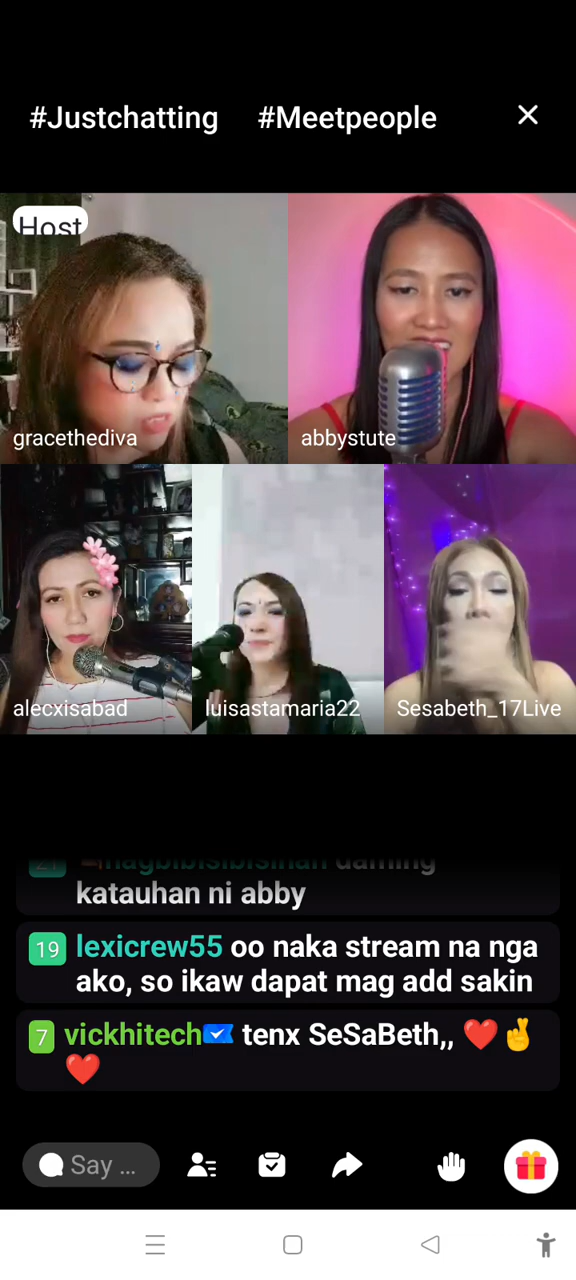 #Justchatting #Meetpeople
Host
gracethediva
abbystute
alecxisabad
luisastamaria22
Sesabeth_17Live
daming
katauhan ni abby
19 lexicrew55 oo naka stream na nga
ako, so ikaw dapat mag add sakin
7 vickhitech tenx SeSaBeth,, ❤️🤞
❤️
Say ...